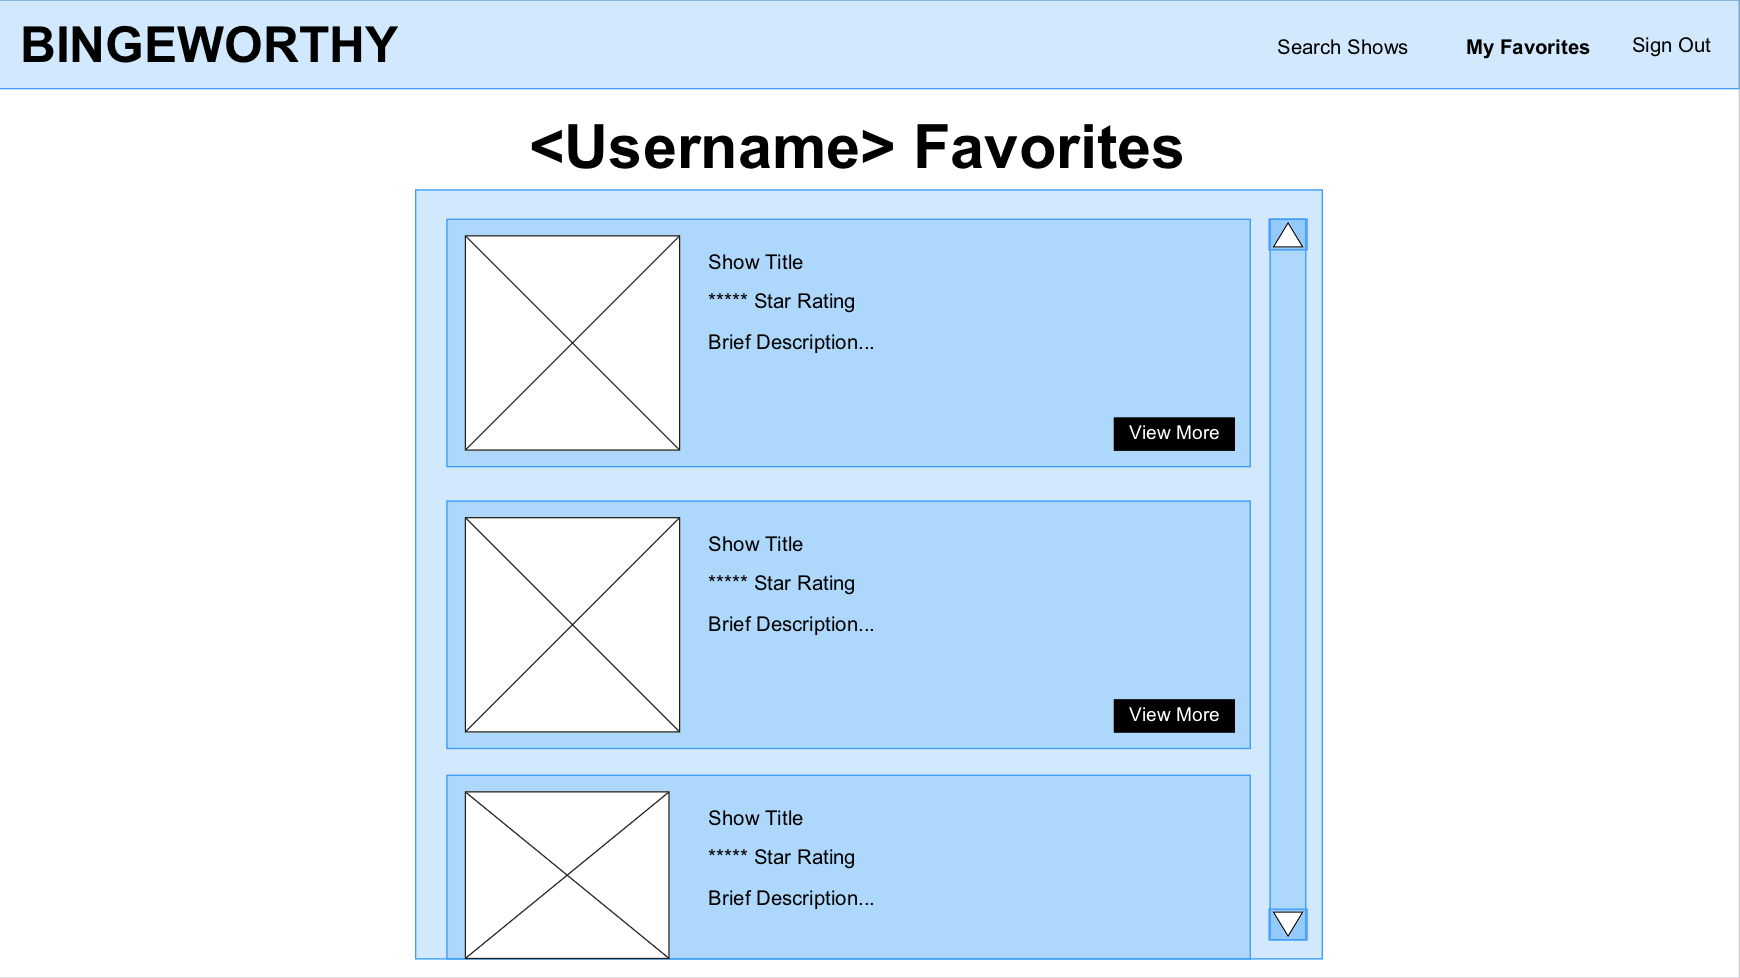 BINGEWORTHY
Search Shows
My Favorites
Sign Out
<Username> Favorites
Show Title
***** Star Rating
Brief Description...
View More
Show Title
***** Star Rating
Brief Description...
View More
Show Title
***** Star Rating
Brief Description...